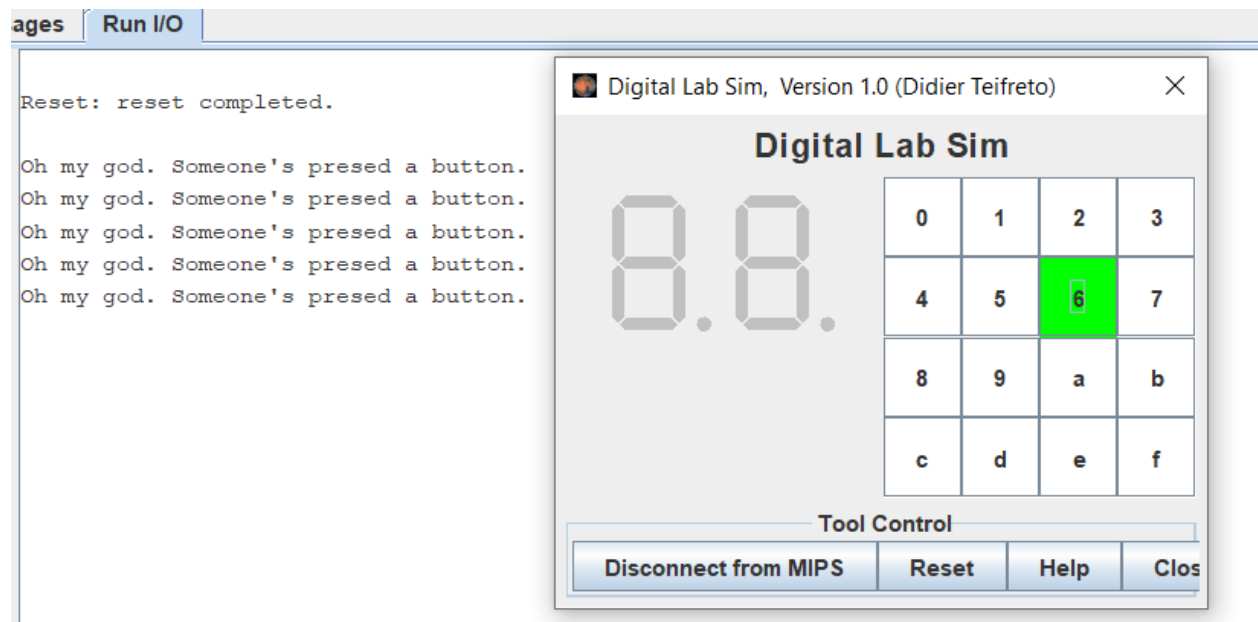 ages Run I/O
Reset: reset completed.
Oh my god. Someone's presed a button.
Oh my god. Someone's presed a button.
Oh my god. Someone's presed a button.
Oh my god. Someone's presed a button.
Oh my god. Someone's presed a button.
Digital Lab Sim, Version 1.0 (Didier Teifreto)
Digital Lab Sim
8.8.
0 1 2 3
4 5 6 7
8 9 a b
c d e f
Tool Control
Disconnect from MIPS Reset Help Clos